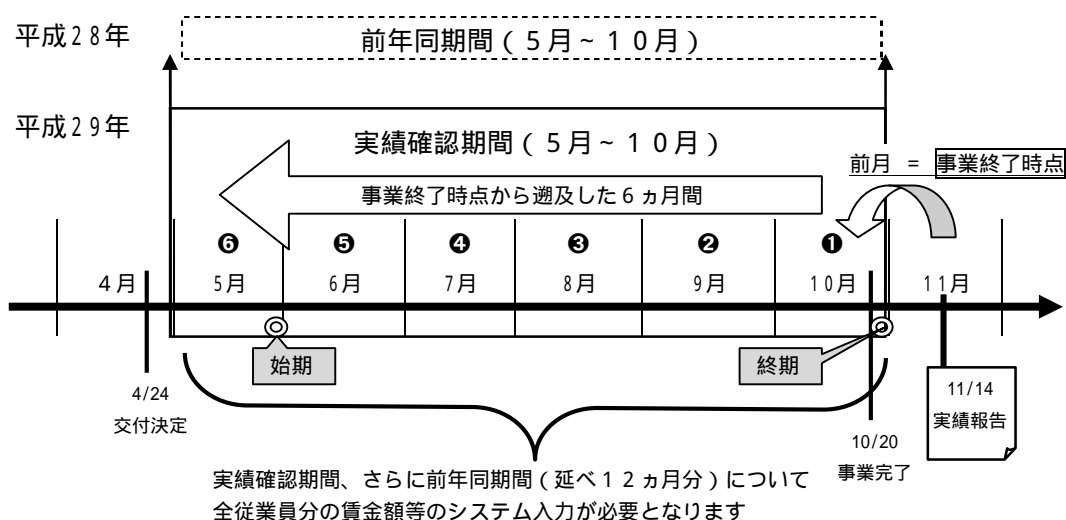 平成28年
前年同期間(5月~10月)
平成29年
実績確認期間(5月~10月)
前月 = 事業終了時点
事業終了時点から遡及した6ヵ月間
❻ ❺ ❹ ❸ ❷ ❶
4月 5月 6月 7月 8月 9月 10月 11月
始期
終期
4/24
交付決定
11/14
実績報告
10/20
事業完了
実績確認期間、さらに前年同期間(延べ12ヵ月分)について
全従業員分の賃金額等のシステム入力が必要となります